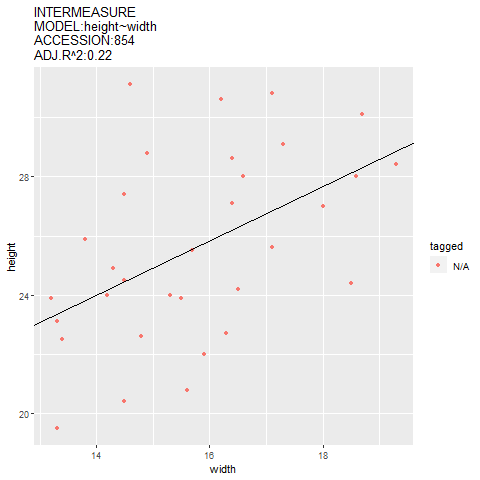 INTERMEASURE
MODEL:height~width
ACCESSION:854
ADJ.R^2:0.22
28
24
20
height
14
16
18
width
tagged
N/A